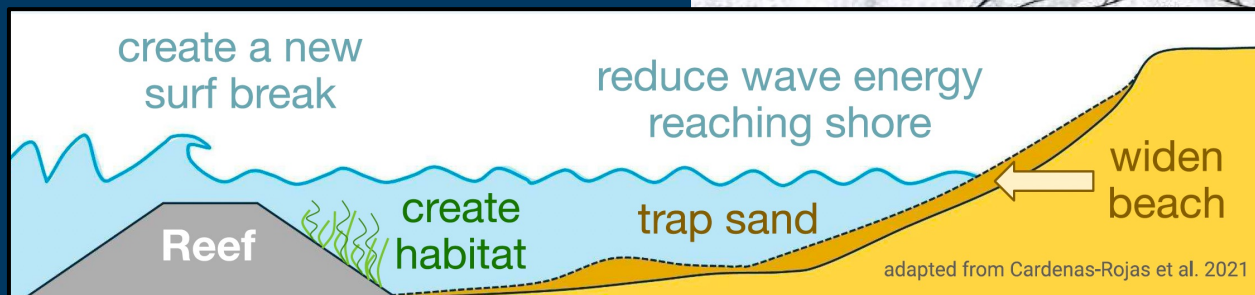 create a new
surf break
reduce wave energy
reaching shore
widen
beach
Reef
create
habitat
trap sand
adapted from Cardenas-Rojas et al. 2021